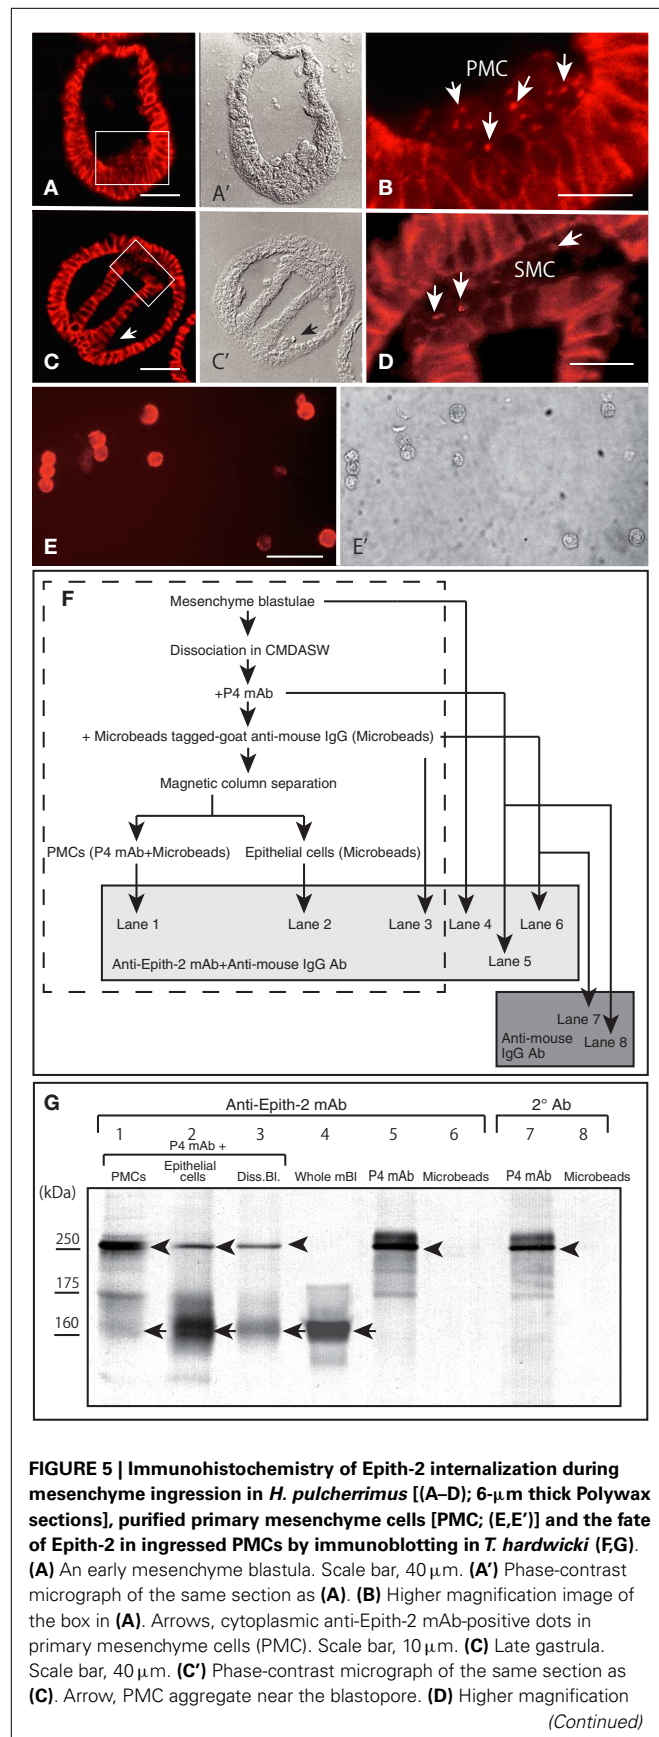 PMC
A
A'
B
SMC
C
C'
D
E
E'
F
Mesenchyme blastulae
Dissociation in CMDASW
+P4 mAb
+ Microbeads tagged-goat anti-mouse IgG (Microbeads)
Magnetic column separation
PMCs (P4 mAb+Microbeads) Epithelial cells (Microbeads)
Lane 1 Lane 2 Lane 3 Lane 4 Lane 6
Lane 5
Anti-Epith-2 mAb+Anti-mouse IgG Ab
Lane 7
Anti-mouse
IgG Ab
Lane 8
G
Anti-Epith-2 mAb 2° Ab
1 2 3 4 5 6 7 8
P4 mAb +
PMCs Epithelial cells Diss.Bl. Whole mBl P4 mAb Microbeads P4 mAb Microbeads
(kDa)
250
175
160
FIGURE 5 | Immunohistochemistry of Epith-2 internalization during
mesenchyme ingression in H. pulcherrimus [(A–D); 6-μm thick Polywax
sections], purified primary mesenchyme cells [PMC; (E,E')] and the fate
of Epith-2 in ingressed PMCs by immunoblotting in T. hardwicki (F,G).
(A) An early mesenchyme blastula. Scale bar, 40 μm. (A') Phase-contrast
micrograph of the same section as (A). (B) Higher magnification image of
the box in (A). Arrows, cytoplasmic anti-Epith-2 mAb-positive dots in
primary mesenchyme cells (PMC). Scale bar, 10 μm. (C) Late gastrula.
Scale bar, 40 μm. (C') Phase-contrast micrograph of the same section as
(C). Arrow, PMC aggregate near the blastopore. (D) Higher magnification
(Continued)